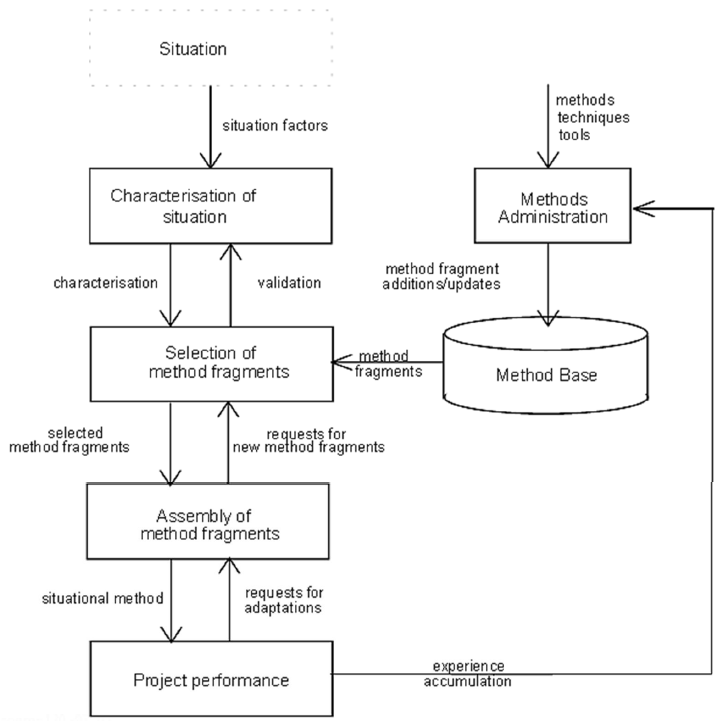 Situation
situation factors
methods
techniques
tools
Characterisation of
situation
Methods
Administration
characterisation
validation
method fragment
additions/updates
Selection of
method fragments
method
fragments
Method Base
selected
method fragments
requests for
new method fragments
Assembly of
method fragments
situational method
requests for
adaptations
Project performance
experience
accumulation